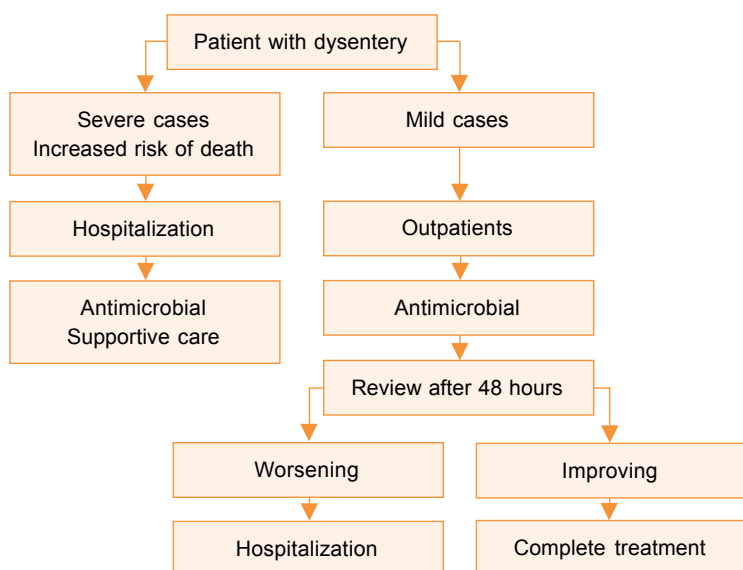 Patient with dysentery
Severe cases
Increased risk of death
Mild cases
Hospitalization
Outpatients
Antimicrobial
Supportive care
Antimicrobial
Review after 48 hours
Worsening
Improving
Hospitalization
Complete treatment